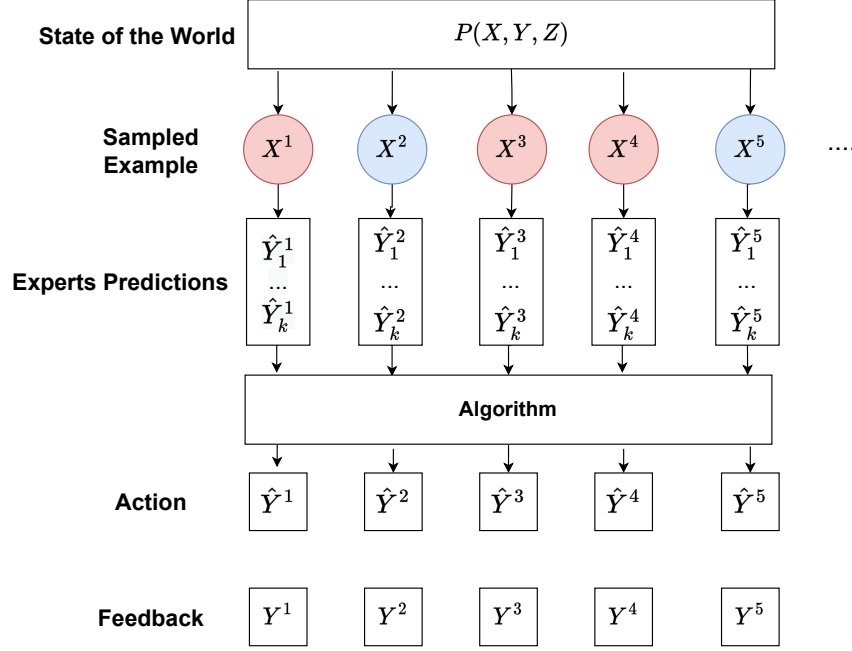 State of the World
P(X, Y, Z)
Sampled
Example
X^1 X^2 X^3 X^4 X^5 ....
Experts Predictions
Ŷ_1^1 Ŷ_1^2 Ŷ_1^3 Ŷ_1^4 Ŷ_1^5
... ... ... ... ...
Ŷ_k^1 Ŷ_k^2 Ŷ_k^3 Ŷ_k^4 Ŷ_k^5
Algorithm
Action
Ŷ^1 Ŷ^2 Ŷ^3 Ŷ^4 Ŷ^5
Feedback
Y^1 Y^2 Y^3 Y^4 Y^5